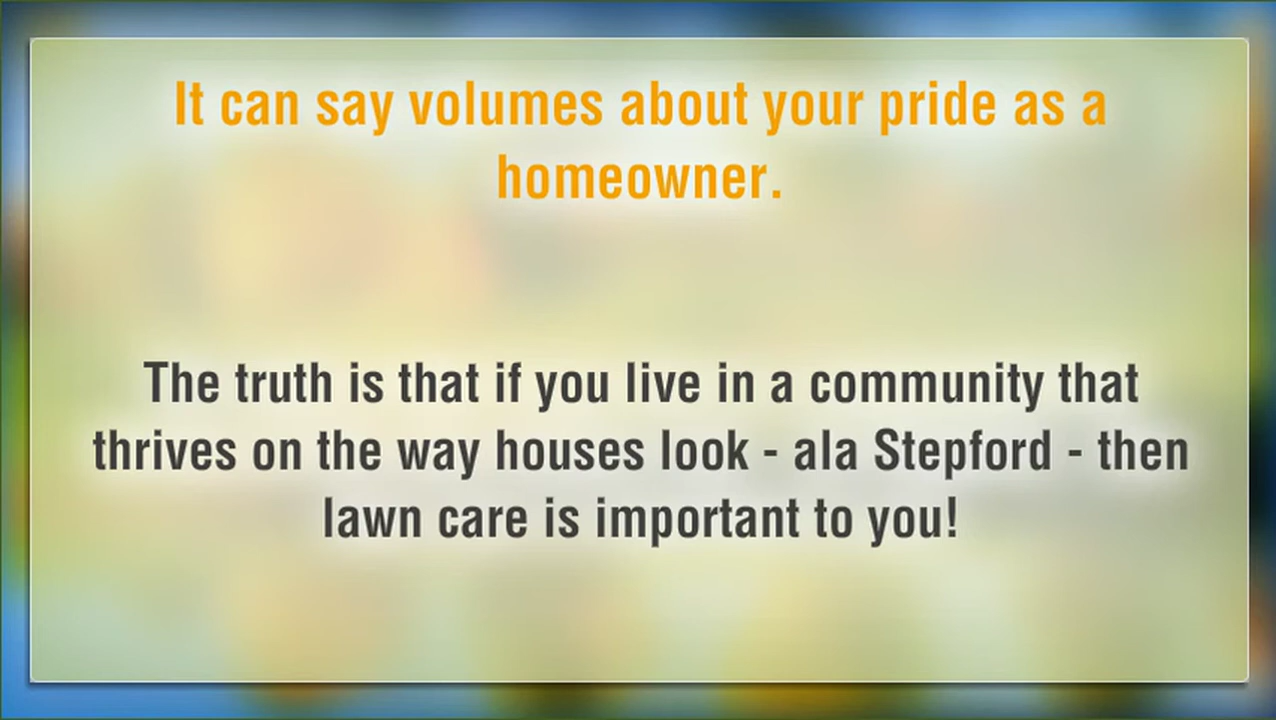 It can say volumes about your pride as a
homeowner.
The truth is that if you live in a community that
thrives on the way houses look - ala Stepford - then
lawn care is important to you!